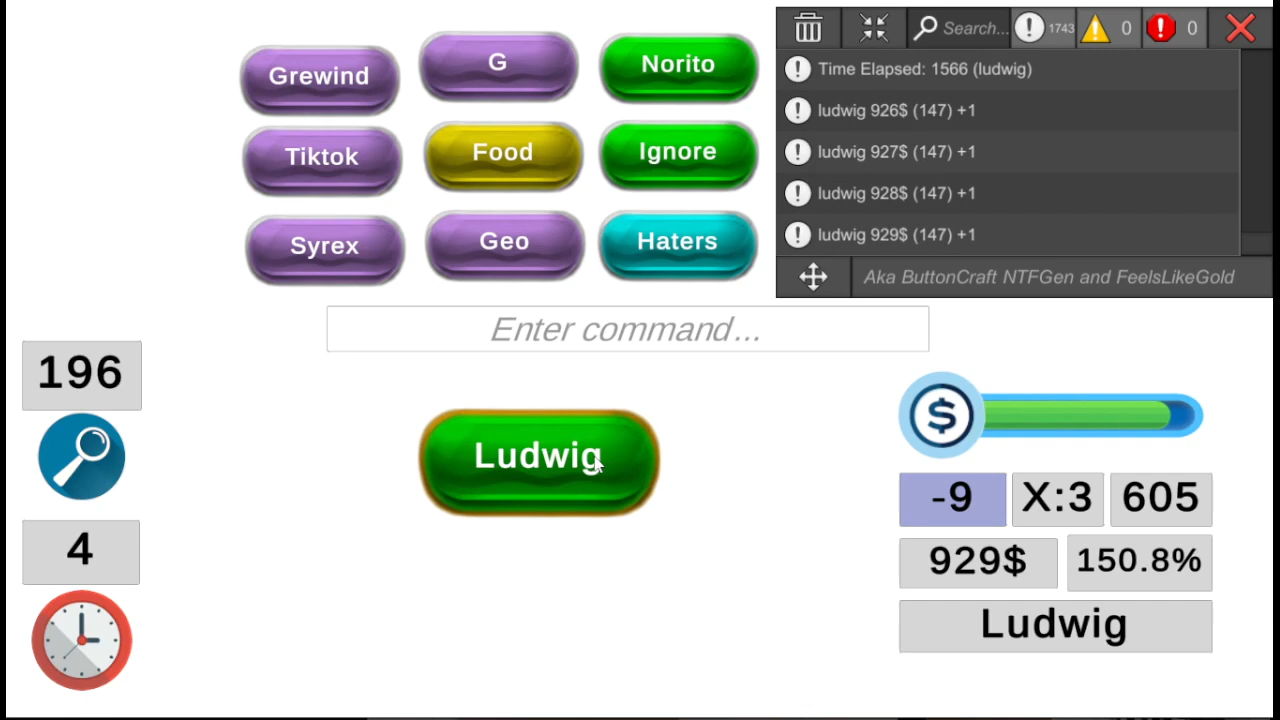 Grewind
G
Norito
Tiktok
Food
Ignore
Syrex
Geo
Haters
Search...
1743
0
0
Time Elapsed: 1566 (ludwig)
ludwig 926$ (147) +1
ludwig 927$ (147) +1
ludwig 928$ (147) +1
ludwig 929$ (147) +1
Aka ButtonCraft NTFGen and FeelsLikeGold
Enter command...
196
4
Ludwig
$
-9
X:3
605
929$
150.8%
Ludwig